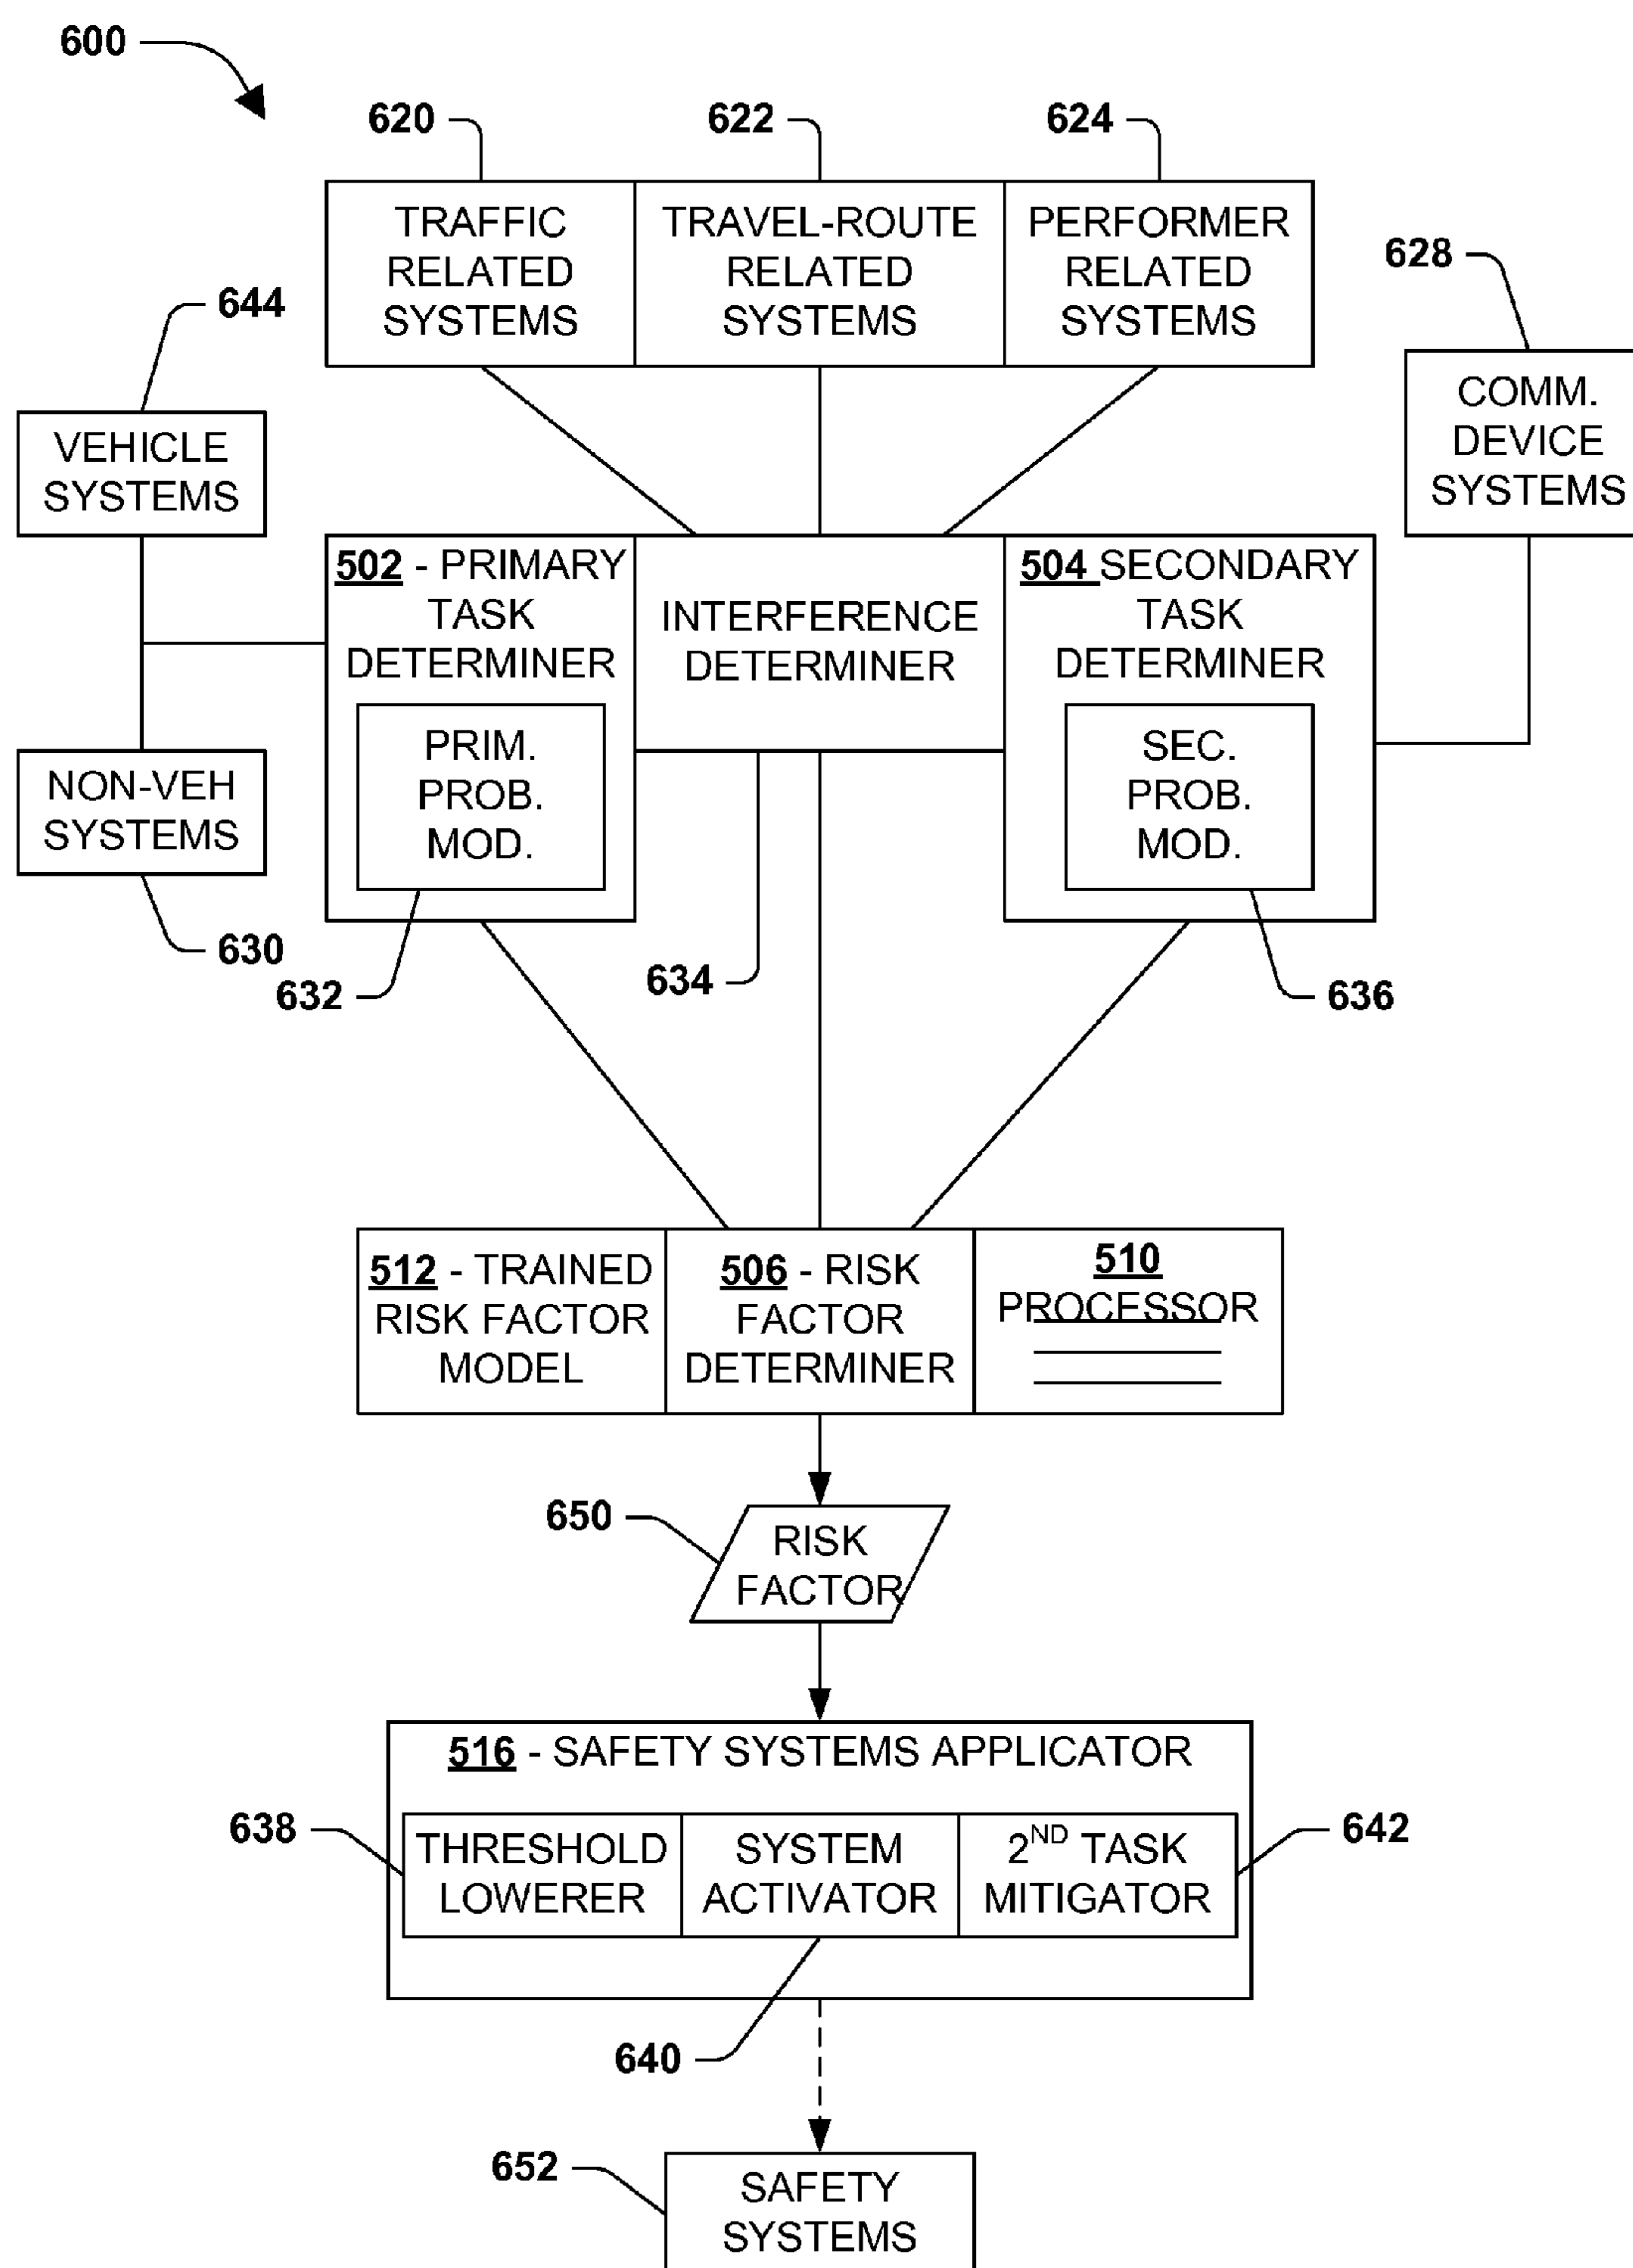 600
620
622
624
TRAFFIC
RELATED
SYSTEMS
TRAVEL-ROUTE
RELATED
SYSTEMS
PERFORMER
RELATED
SYSTEMS
628
644
COMM.
DEVICE
SYSTEMS
VEHICLE
SYSTEMS
502 - PRIMARY
TASK
DETERMINER
INTERFERENCE
DETERMINER
504 SECONDARY
TASK
DETERMINER
PRIM.
PROB.
MOD.
SEC.
PROB.
MOD.
NON-VEH
SYSTEMS
630
632
634
636
512 - TRAINED
RISK FACTOR
MODEL
506 - RISK
FACTOR
DETERMINER
510
PROCESSOR
650
RISK
FACTOR
516 - SAFETY SYSTEMS APPLICATOR
638
THRESHOLD
LOWERER
SYSTEM
ACTIVATOR
2ND TASK
MITIGATOR
642
640
652
SAFETY
SYSTEMS